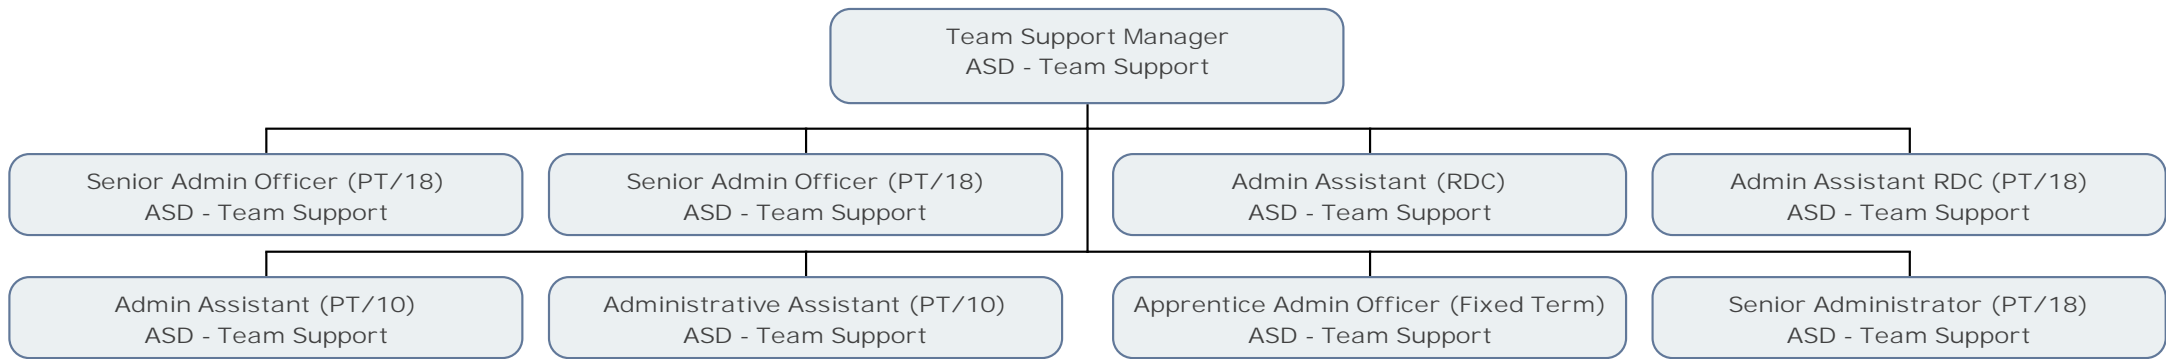 Team Support Manager
ASD - Team Support
Senior Admin Officer (PT/18)
ASD - Team Support
Senior Admin Officer (PT/18)
ASD - Team Support
Admin Assistant (RDC)
ASD - Team Support
Admin Assistant RDC (PT/18)
ASD - Team Support
Admin Assistant (PT/10)
ASD - Team Support
Administrative Assistant (PT/10)
ASD - Team Support
Apprentice Admin Officer (Fixed Term)
ASD - Team Support
Senior Administrator (PT/18)
ASD - Team Support